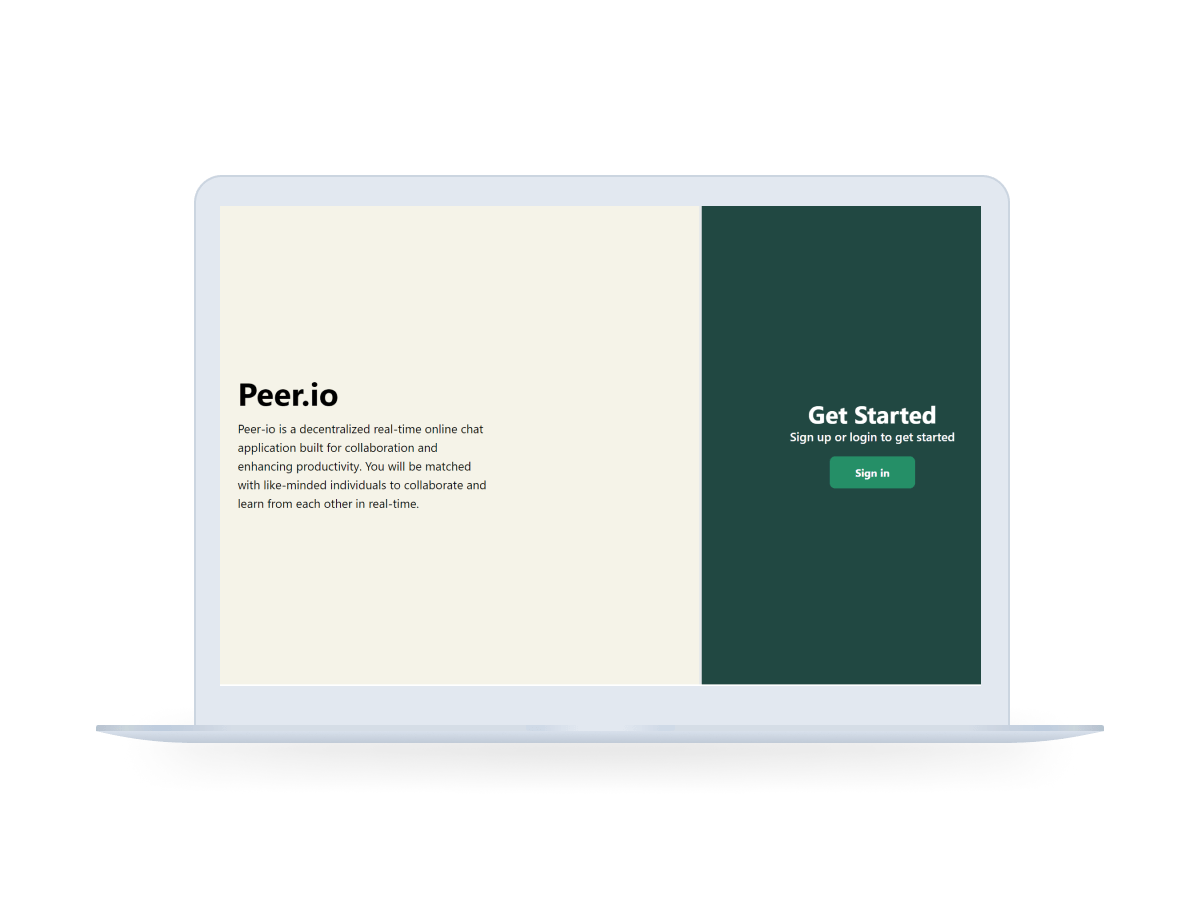 Peer.io
Peer-io is a decentralized real-time online chat
application built for collaboration and
enhancing productivity. You will be matched
with like-minded individuals to collaborate and
learn from each other in real-time.
Get Started
Sign up or login to get started
Sign in